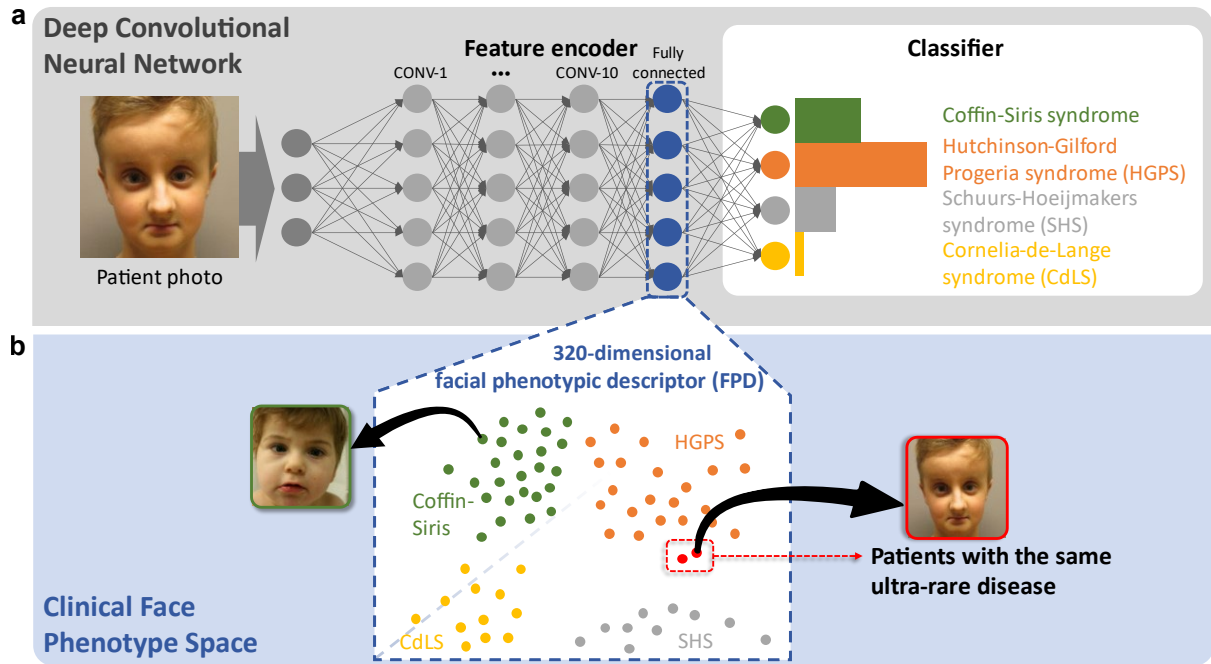 a
Deep Convolutional
Neural Network
Feature encoder
Fully
connected
CONV-1
•••
CONV-10
Classifier
Patient photo
Coffin-Siris syndrome
Hutchinson-Gilford
Progeria syndrome (HGPS)
Schuurs-Hoeijmakers
syndrome (SHS)
Cornelia-de-Lange
syndrome (CdLS)
b
320-dimensional
facial phenotypic descriptor (FPD)
HGPS
Coffin-
Siris
Patients with the same
ultra-rare disease
CdLS
SHS
Clinical Face
Phenotype Space